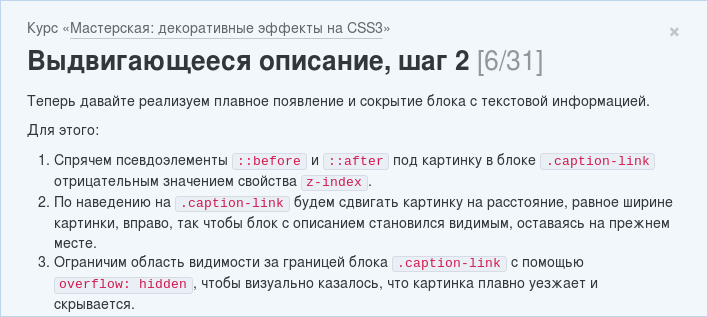 Курс «Мастерская: декоративные эффекты на CSS3»
×
Выдвигающееся описание, шаг 2 [6/31]
Теперь давайте реализуем плавное появление и сокрытие блока с текстовой информацией.
Для этого:
1. Спрячем псевдоэлементы ::before и ::after под картинку в блоке .caption-link
отрицательным значением свойства z-index.
2. По наведению на .caption-link будем сдвигать картинку на расстояние, равное ширине
картинки, вправо, так чтобы блок с описанием становился видимым, оставаясь на прежнем
месте.
3. Ограничим область видимости за границей блока .caption-link с помощью
overflow: hidden, чтобы визуально казалось, что картинка плавно уезжает и
скрывается.